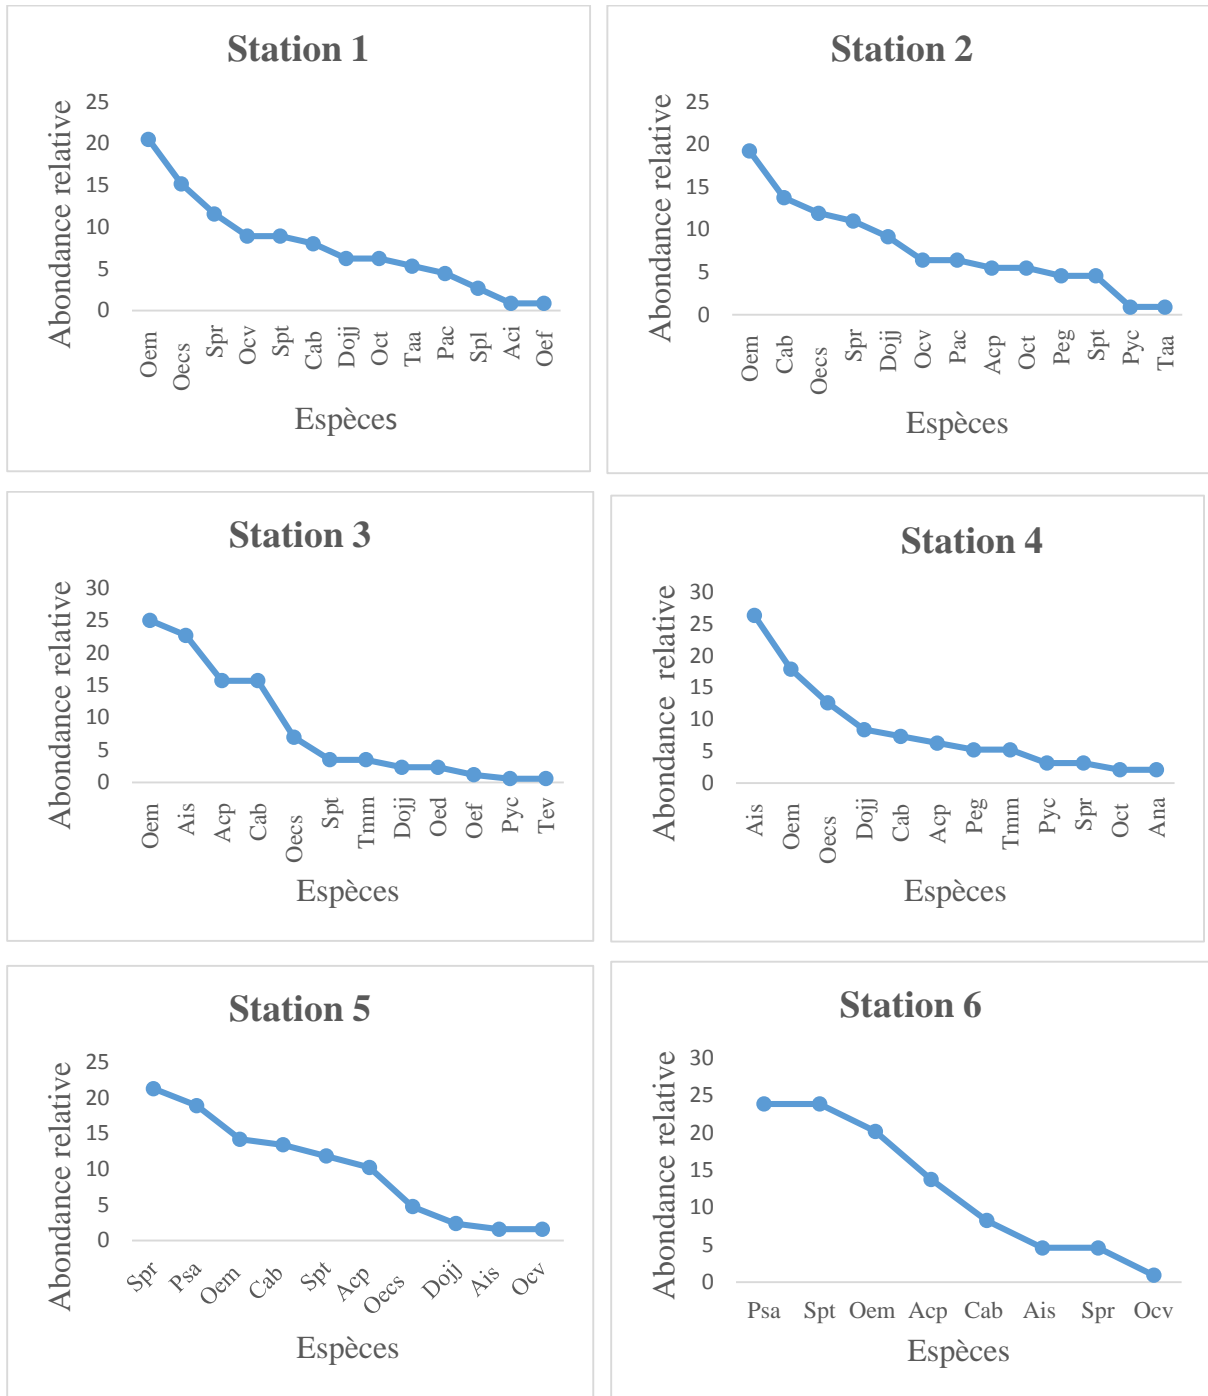 Station 1
Abondance relative
25
20
15
10
5
0
Oem Oecs Spr Ocv Spt Cab Dojj Oct Taa Pac Spl Aci Oef
Espèces
Station 2
Abondance relative
25
20
15
10
5
0
Oem Cab Oecs Spr Dojj Ocv Pac Acp Oct Peg Spt Pyc Taa
Espèces
Station 3
Abondance relative
30
25
20
15
10
5
0
Oem Ais Acp Cab Oecs Spt Tmm Dojj Oed Oef Pyc Tev
Espèces
Station 4
Abondance relative
30
25
20
15
10
5
0
Ais Oem Oecs Dojj Cab Acp Peg Tmm Pyc Spr Oct Ana
Espèces
Station 5
Abondance relative
25
20
15
10
5
0
Spr Psa Oem Cab Spt Acp Oecs Dojj Ais Ocv
Espèces
Station 6
Abondance relative
30
25
20
15
10
5
0
Psa Spt Oem Acp Cab Ais Spr Ocv
Espèces